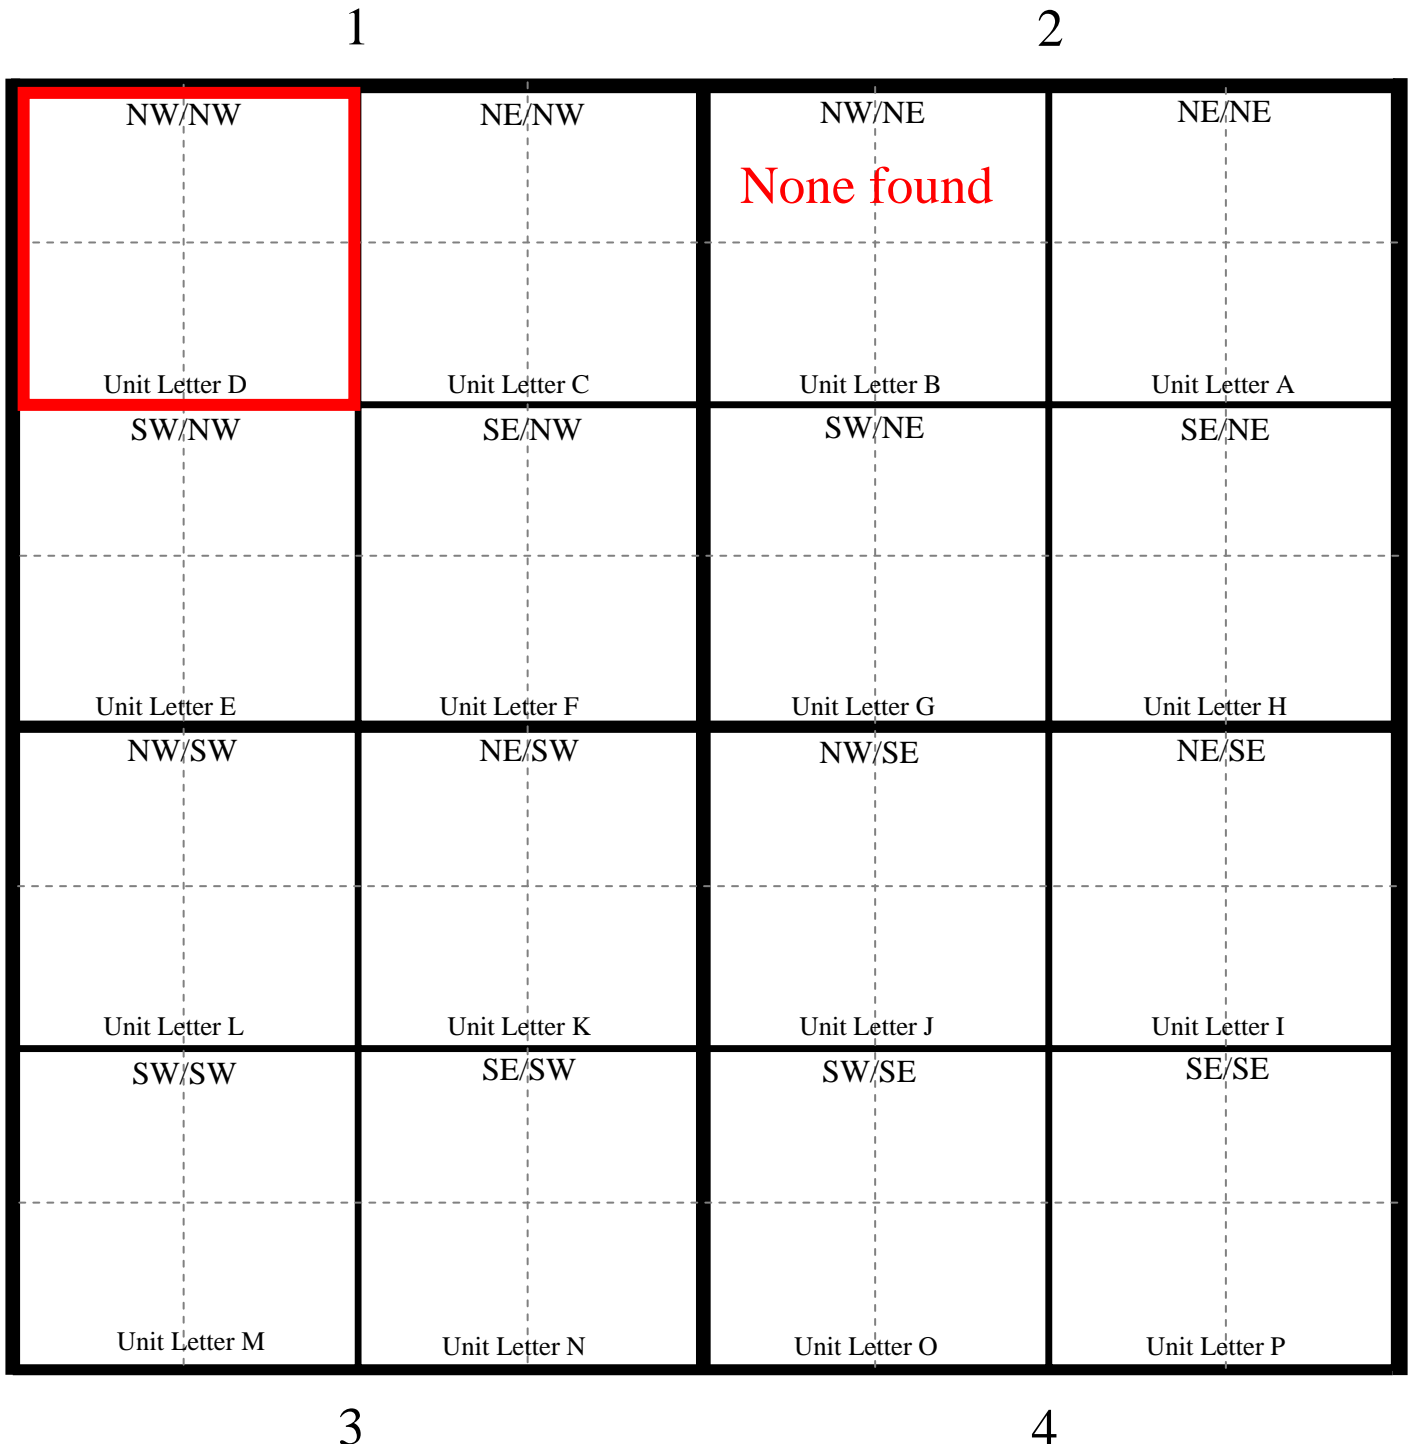 1 2
NW/NW NE/NW NW/NE NE/NE
None found
Unit Letter D Unit Letter C Unit Letter B Unit Letter A
SW/NW SE/NW SW/NE SE/NE
Unit Letter E Unit Letter F Unit Letter G Unit Letter H
NW/SW NE/SW NW/SE NE/SE
Unit Letter L Unit Letter K Unit Letter J Unit Letter I
SW/SW SE/SW SW/SE SE/SE
Unit Letter M Unit Letter N Unit Letter O Unit Letter P
3 4